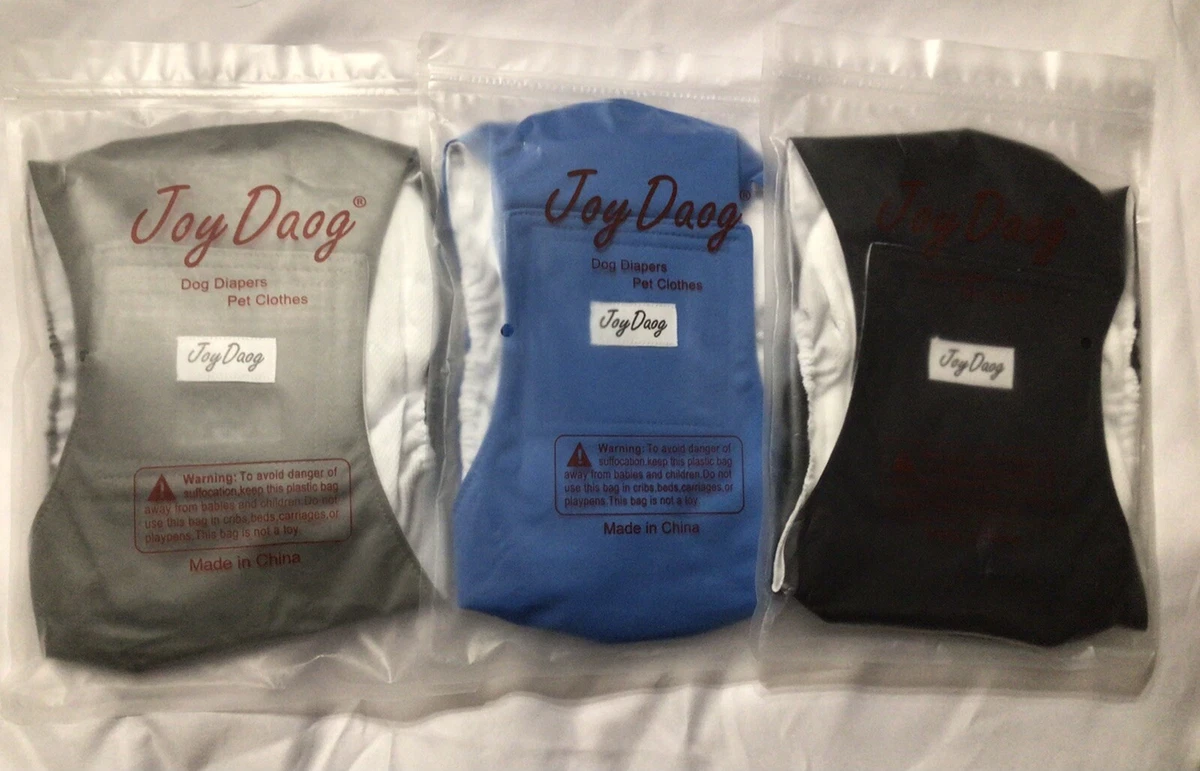 JoyDaog®
Dog Diapers
Pet Clothes
JoyDaog
Warning: To avoid danger of
suffocation,keep this plastic bag
away from babies and children.Do not
use this bag in cribs,beds,carriages,or
playpens.This bag is not a toy.
Made in China
JoyDaog®
Dog Diapers
Pet Clothes
JoyDaog
Warning: To avoid danger of
suffocation,keep this plastic bag
away from babies and children.Do not
use this bag in cribs,beds,carriages,or
playpens.This bag is not a toy.
Made in China
JoyDaog
JoyDaog